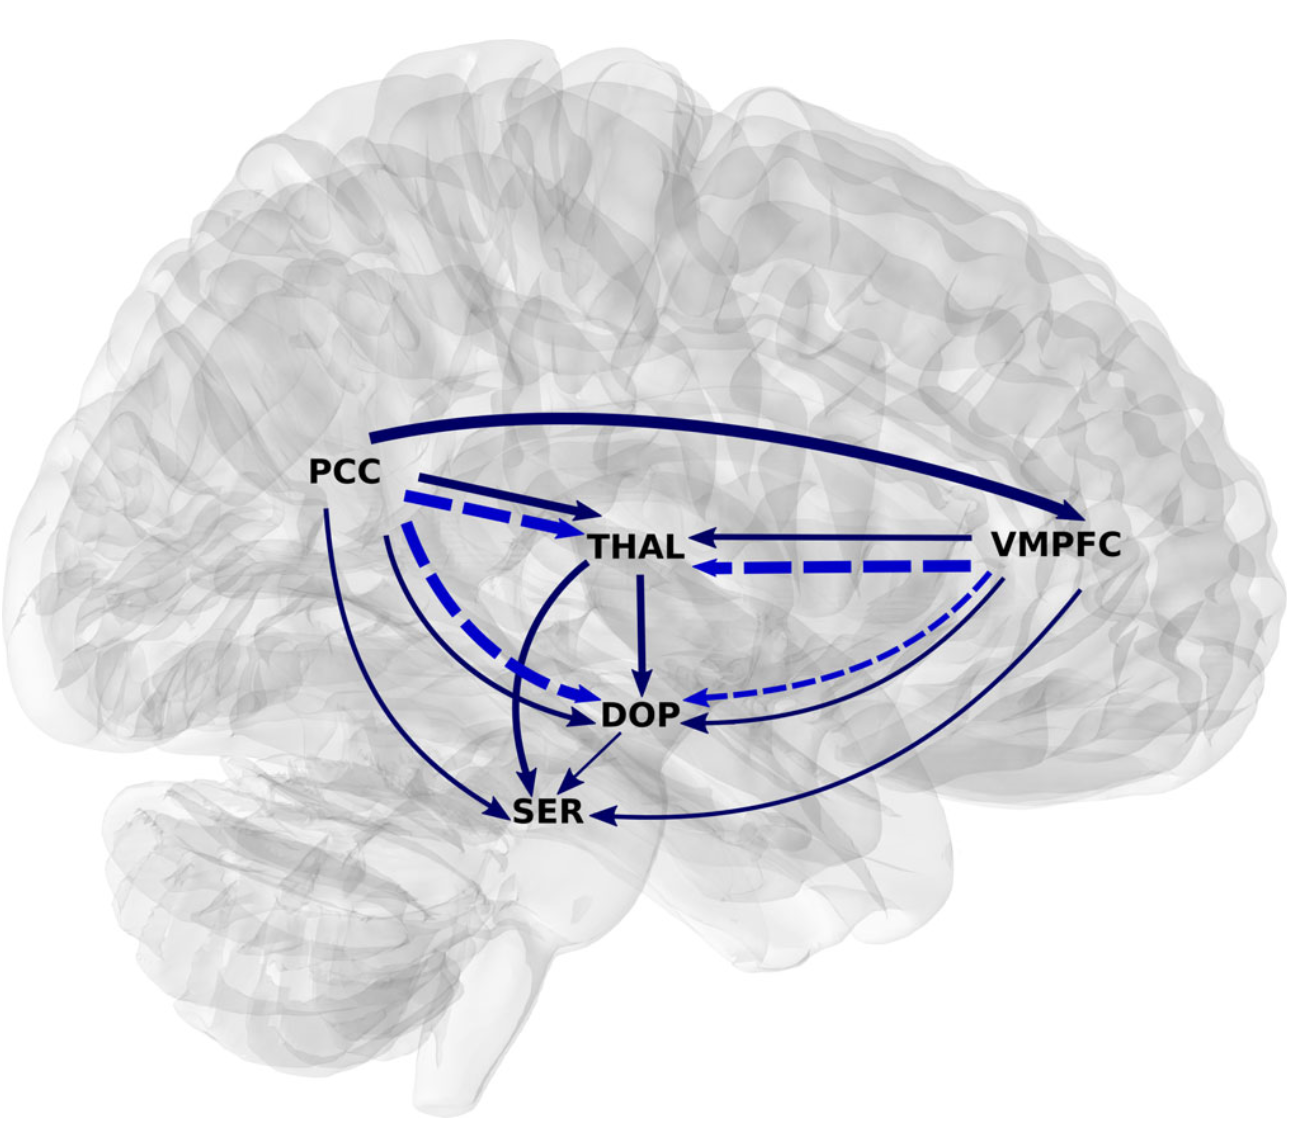 PCC
THAL
VMPFC
DOP
SER